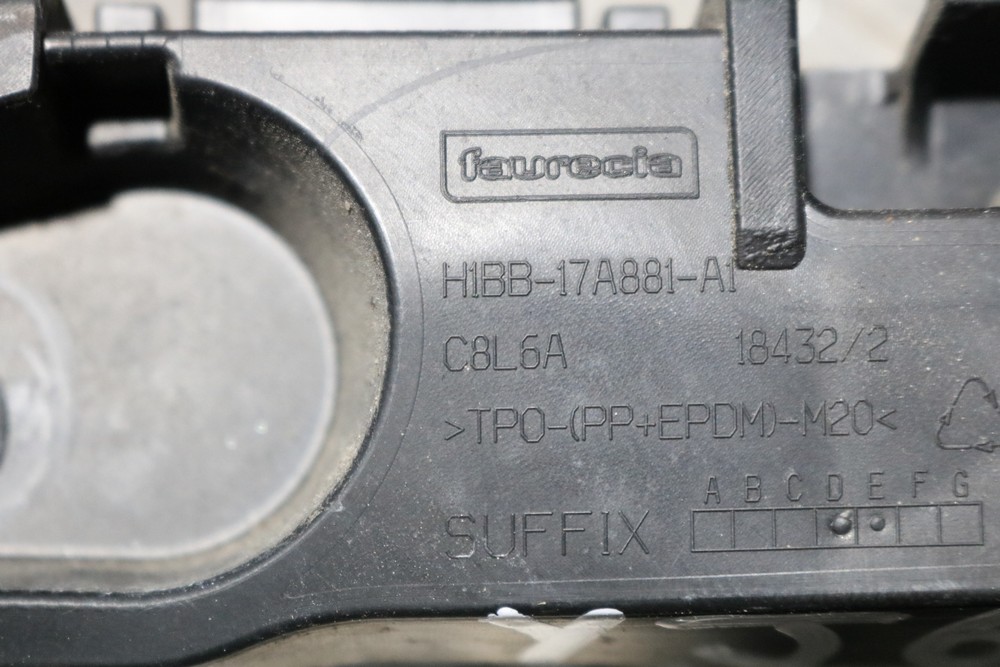 faurecia
H1BB-17A881-A1
C8L6A 18432/2
>TPO-(PP+EPDM)-M20<
A B C D E F G
SUFFIX